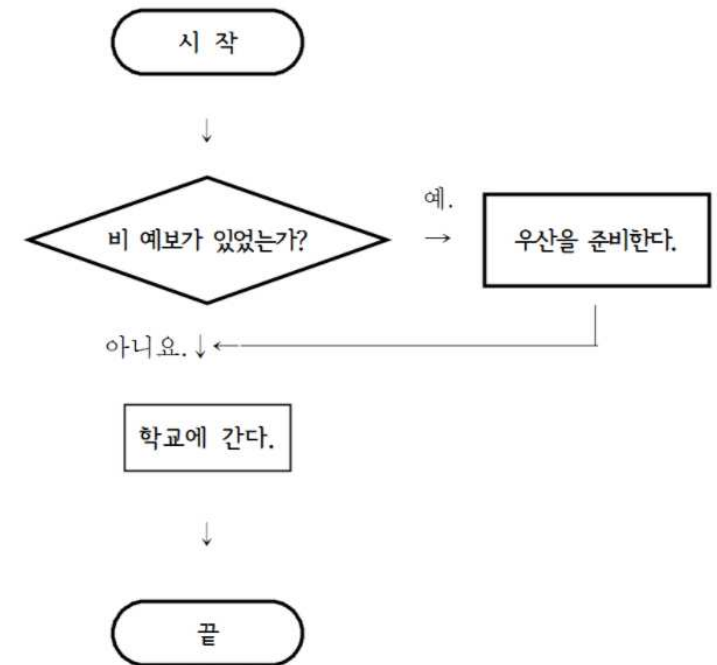 시 작
↓
비 예보가 있었는가?
예.
→
우산을 준비한다.
아니요.↓←
학교에 간다.
↓
끝